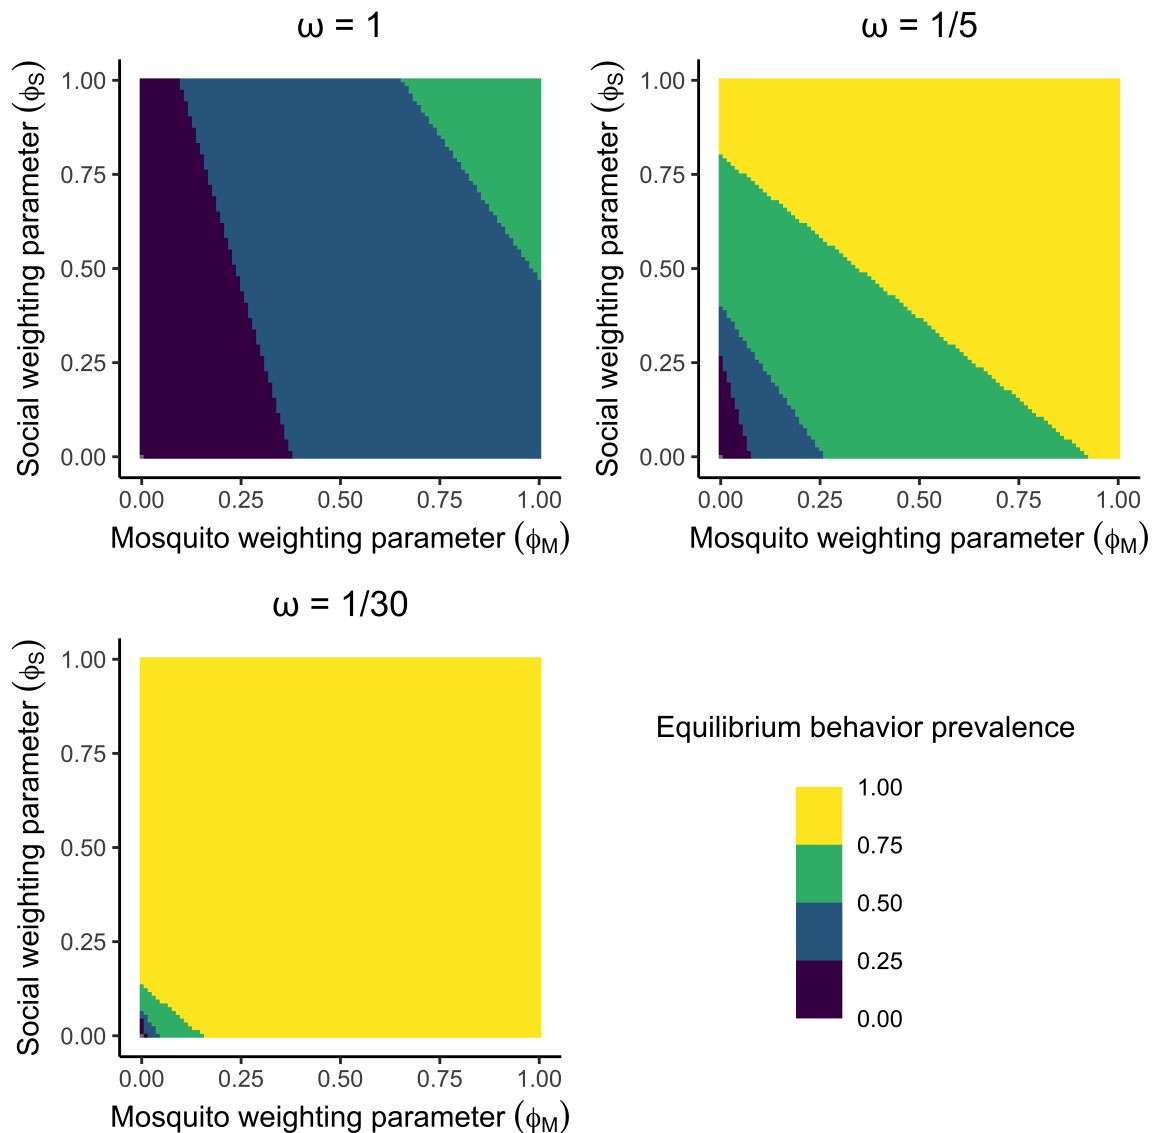 ω = 1
1.00
0.75
0.50
0.25
0.00
Social weighting parameter (ϕS)
0.00 0.25 0.50 0.75 1.00
Mosquito weighting parameter (ϕM)
ω = 1/5
1.00
0.75
0.50
0.25
0.00
Social weighting parameter (ϕS)
0.00 0.25 0.50 0.75 1.00
Mosquito weighting parameter (ϕM)
ω = 1/30
1.00
0.75
0.50
0.25
0.00
Social weighting parameter (ϕS)
0.00 0.25 0.50 0.75 1.00
Mosquito weighting parameter (ϕM)
Equilibrium behavior prevalence
1.00
0.75
0.50
0.25
0.00